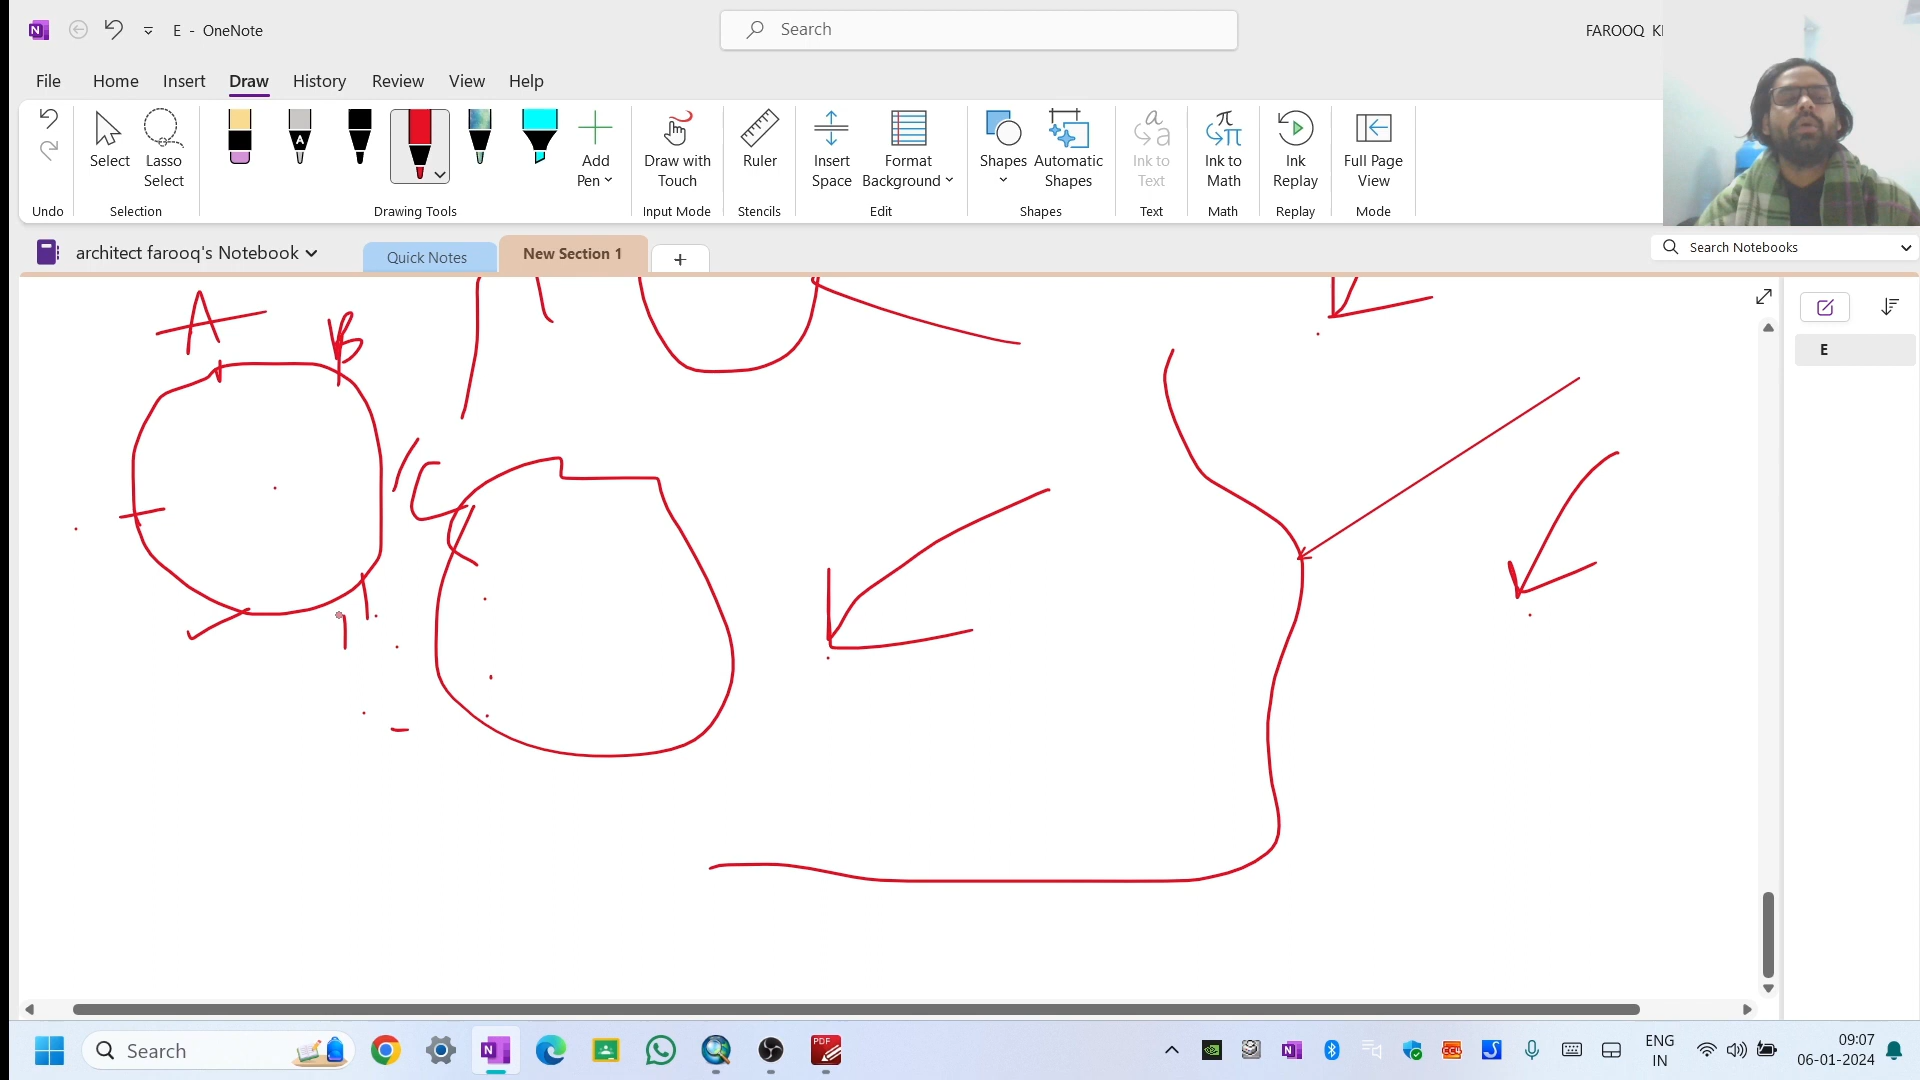 E - OneNote
Search
FAROOQ
File Home Insert Draw History Review View Help
Select
Lasso Select
Add Pen
Draw with Touch
Ruler
Insert Space
Format Background
Shapes
Automatic Shapes
Ink to Text
Ink to Math
Ink Replay
Full Page View
Undo Selection Drawing Tools Input Mode Stencils Edit Shapes Text Math Replay Mode
architect farooq's Notebook
Quick Notes
New Section 1
Search Notebooks
E
A
B
C
Search
PDF
ENG
IN
09:07
06-01-2024